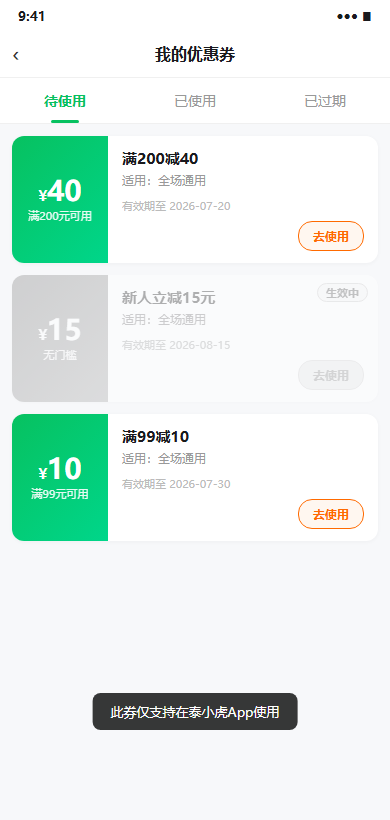 9:41
我的优惠券
待使用 已使用 已过期
¥40
满200元可用
满200减40
适用：全场通用
有效期至 2026-07-20
去使用
¥15
无门槛
新人立减15元
生效中
适用：全场通用
有效期至 2026-08-15
去使用
¥10
满99元可用
满99减10
适用：全场通用
有效期至 2026-07-30
去使用
此券仅支持在泰小虎App使用